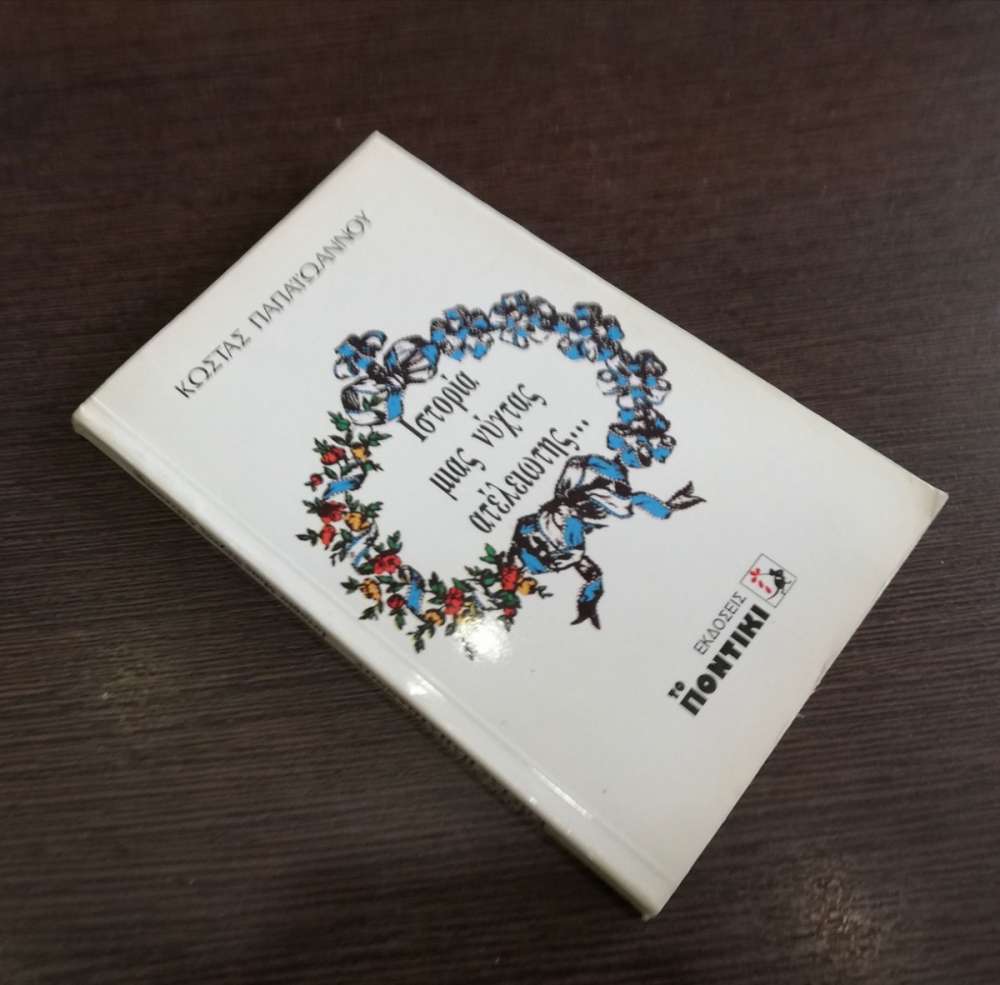 ΚΩΣΤΑΣ ΠΑΠΑΪΩΑΝΝΟΥ
Ιστορία
μιας νύχτας
ατέλειωτης...
ΕΚΔΟΣΕΙΣ
ΤΟ
ΠΟΝΤΙΚΙ